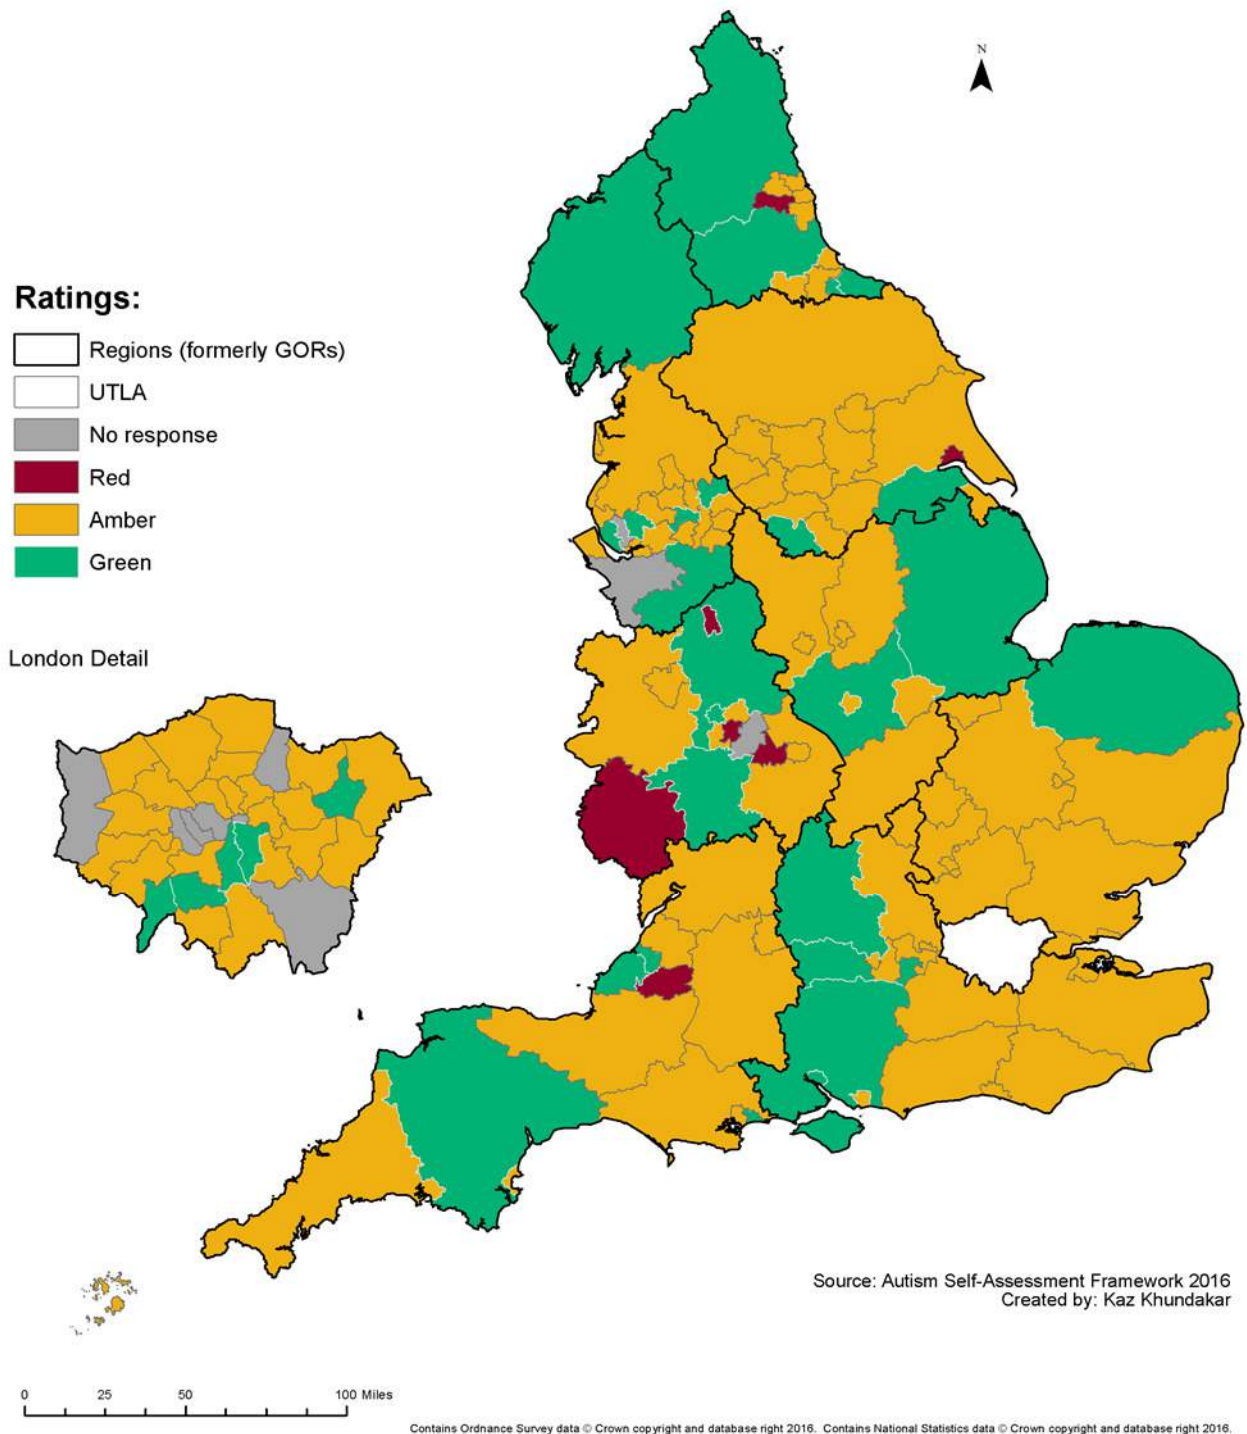 N
Ratings:
Regions (formerly GORs)
UTLA
No response
Red
Amber
Green
London Detail
Source: Autism Self-Assessment Framework 2016
Created by: Kaz Khundakar
0 25 50 100 Miles
Contains Ordnance Survey data © Crown copyright and database right 2016. Contains National Statistics data © Crown copyright and database right 2016.